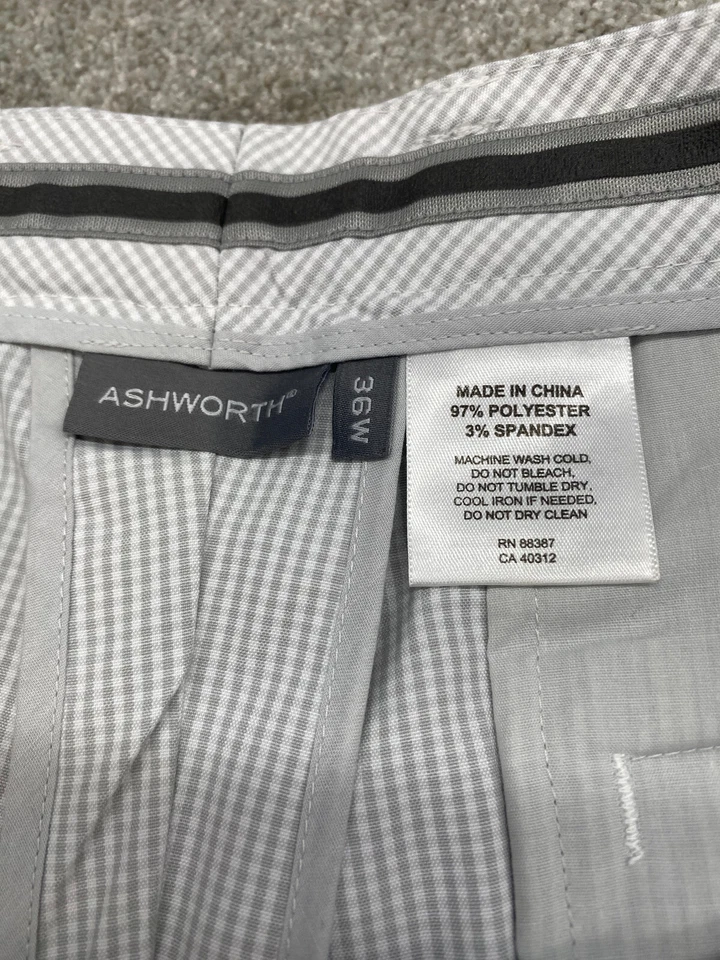 ASHWORTH®
36W
MADE IN CHINA
97% POLYESTER
3% SPANDEX
MACHINE WASH COLD,
DO NOT BLEACH,
DO NOT TUMBLE DRY,
COOL IRON IF NEEDED,
DO NOT DRY CLEAN
RN 88387
CA 40312